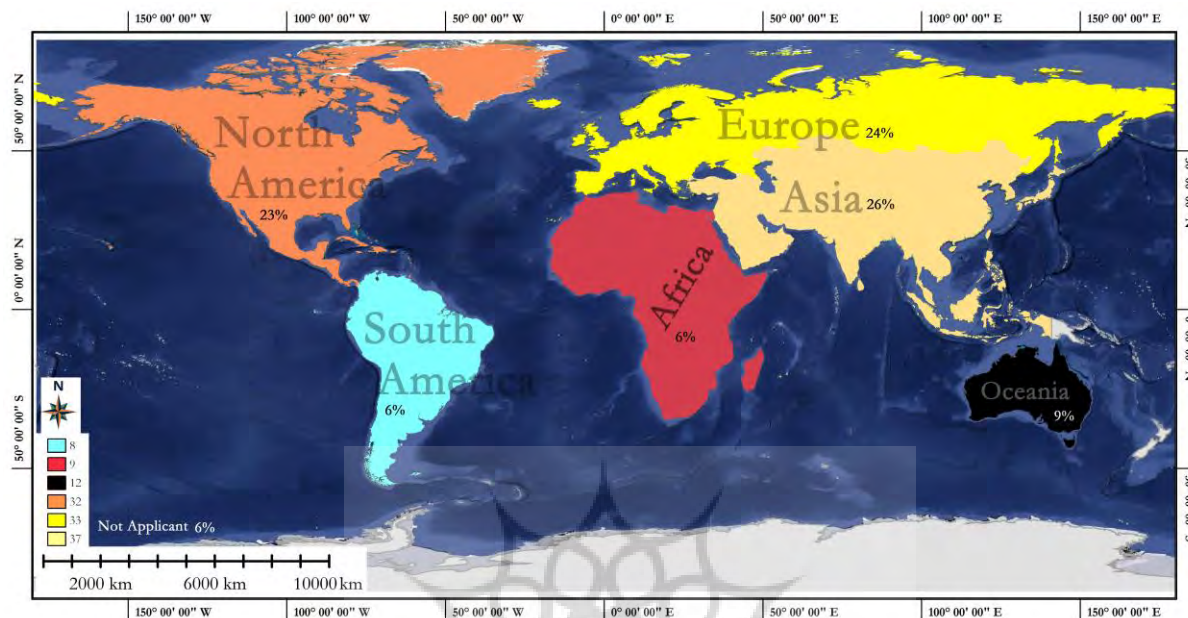 150° 00' 00" W
100° 00' 00" W
50° 00' 00" W
0° 00' 00" E
50° 00' 00" E
100° 00' 00" E
150° 00' 00" E
50° 00' 00" N
0° 00' 00" N
50° 00' 00" S
North
America
23%
Europe
24%
Asia
26%
Africa
6%
South
America
6%
Oceania
9%
N
8
9
12
32
33
37
Not Applicant 6%
2000 km
6000 km
10000 km
150° 00' 00" W
100° 00' 00" W
50° 00' 00" W
0° 00' 00" E
50° 00' 00" E
100° 00' 00" E
150° 00' 00" E